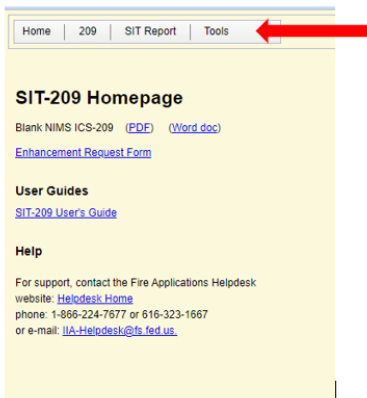 Home 209 SIT Report Tools
SIT-209 Homepage
Blank NIMS ICS-209 (PDF) (Word doc)
Enhancement Request Form
User Guides
SIT-209 User's Guide
Help
For support, contact the Fire Applications Helpdesk
website: Helpdesk Home
phone: 1-866-224-7677 or 616-323-1667
or e-mail: IIA-Helpdesk@fs.fed.us.